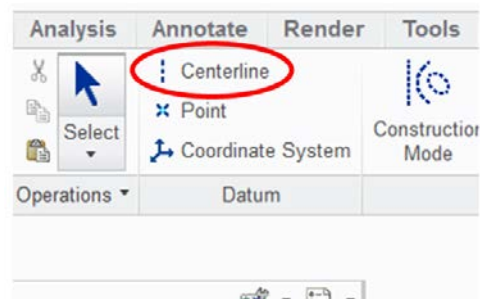 Analysis Annotate Render Tools
Centerline
Point
Select
Construction
Coordinate System
Mode
Operations Datum